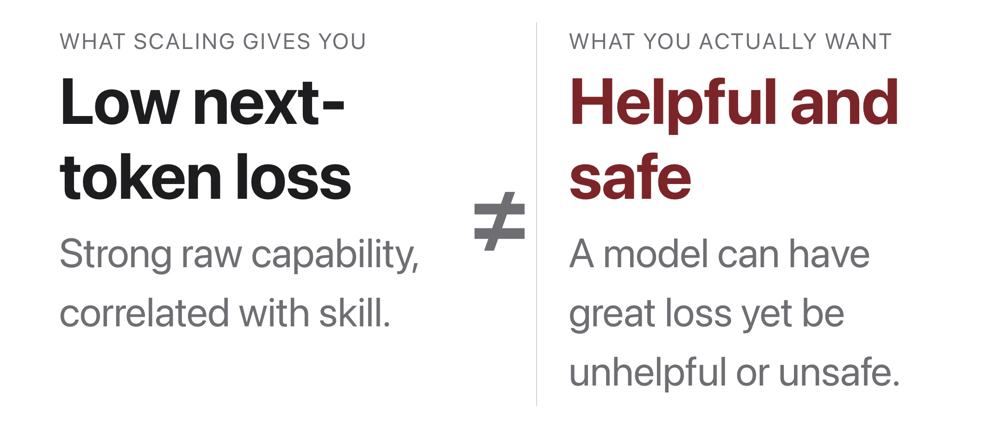 WHAT SCALING GIVES YOU
Low next-
token loss
Strong raw capability,
correlated with skill.
≠
WHAT YOU ACTUALLY WANT
Helpful and
safe
A model can have
great loss yet be
unhelpful or unsafe.